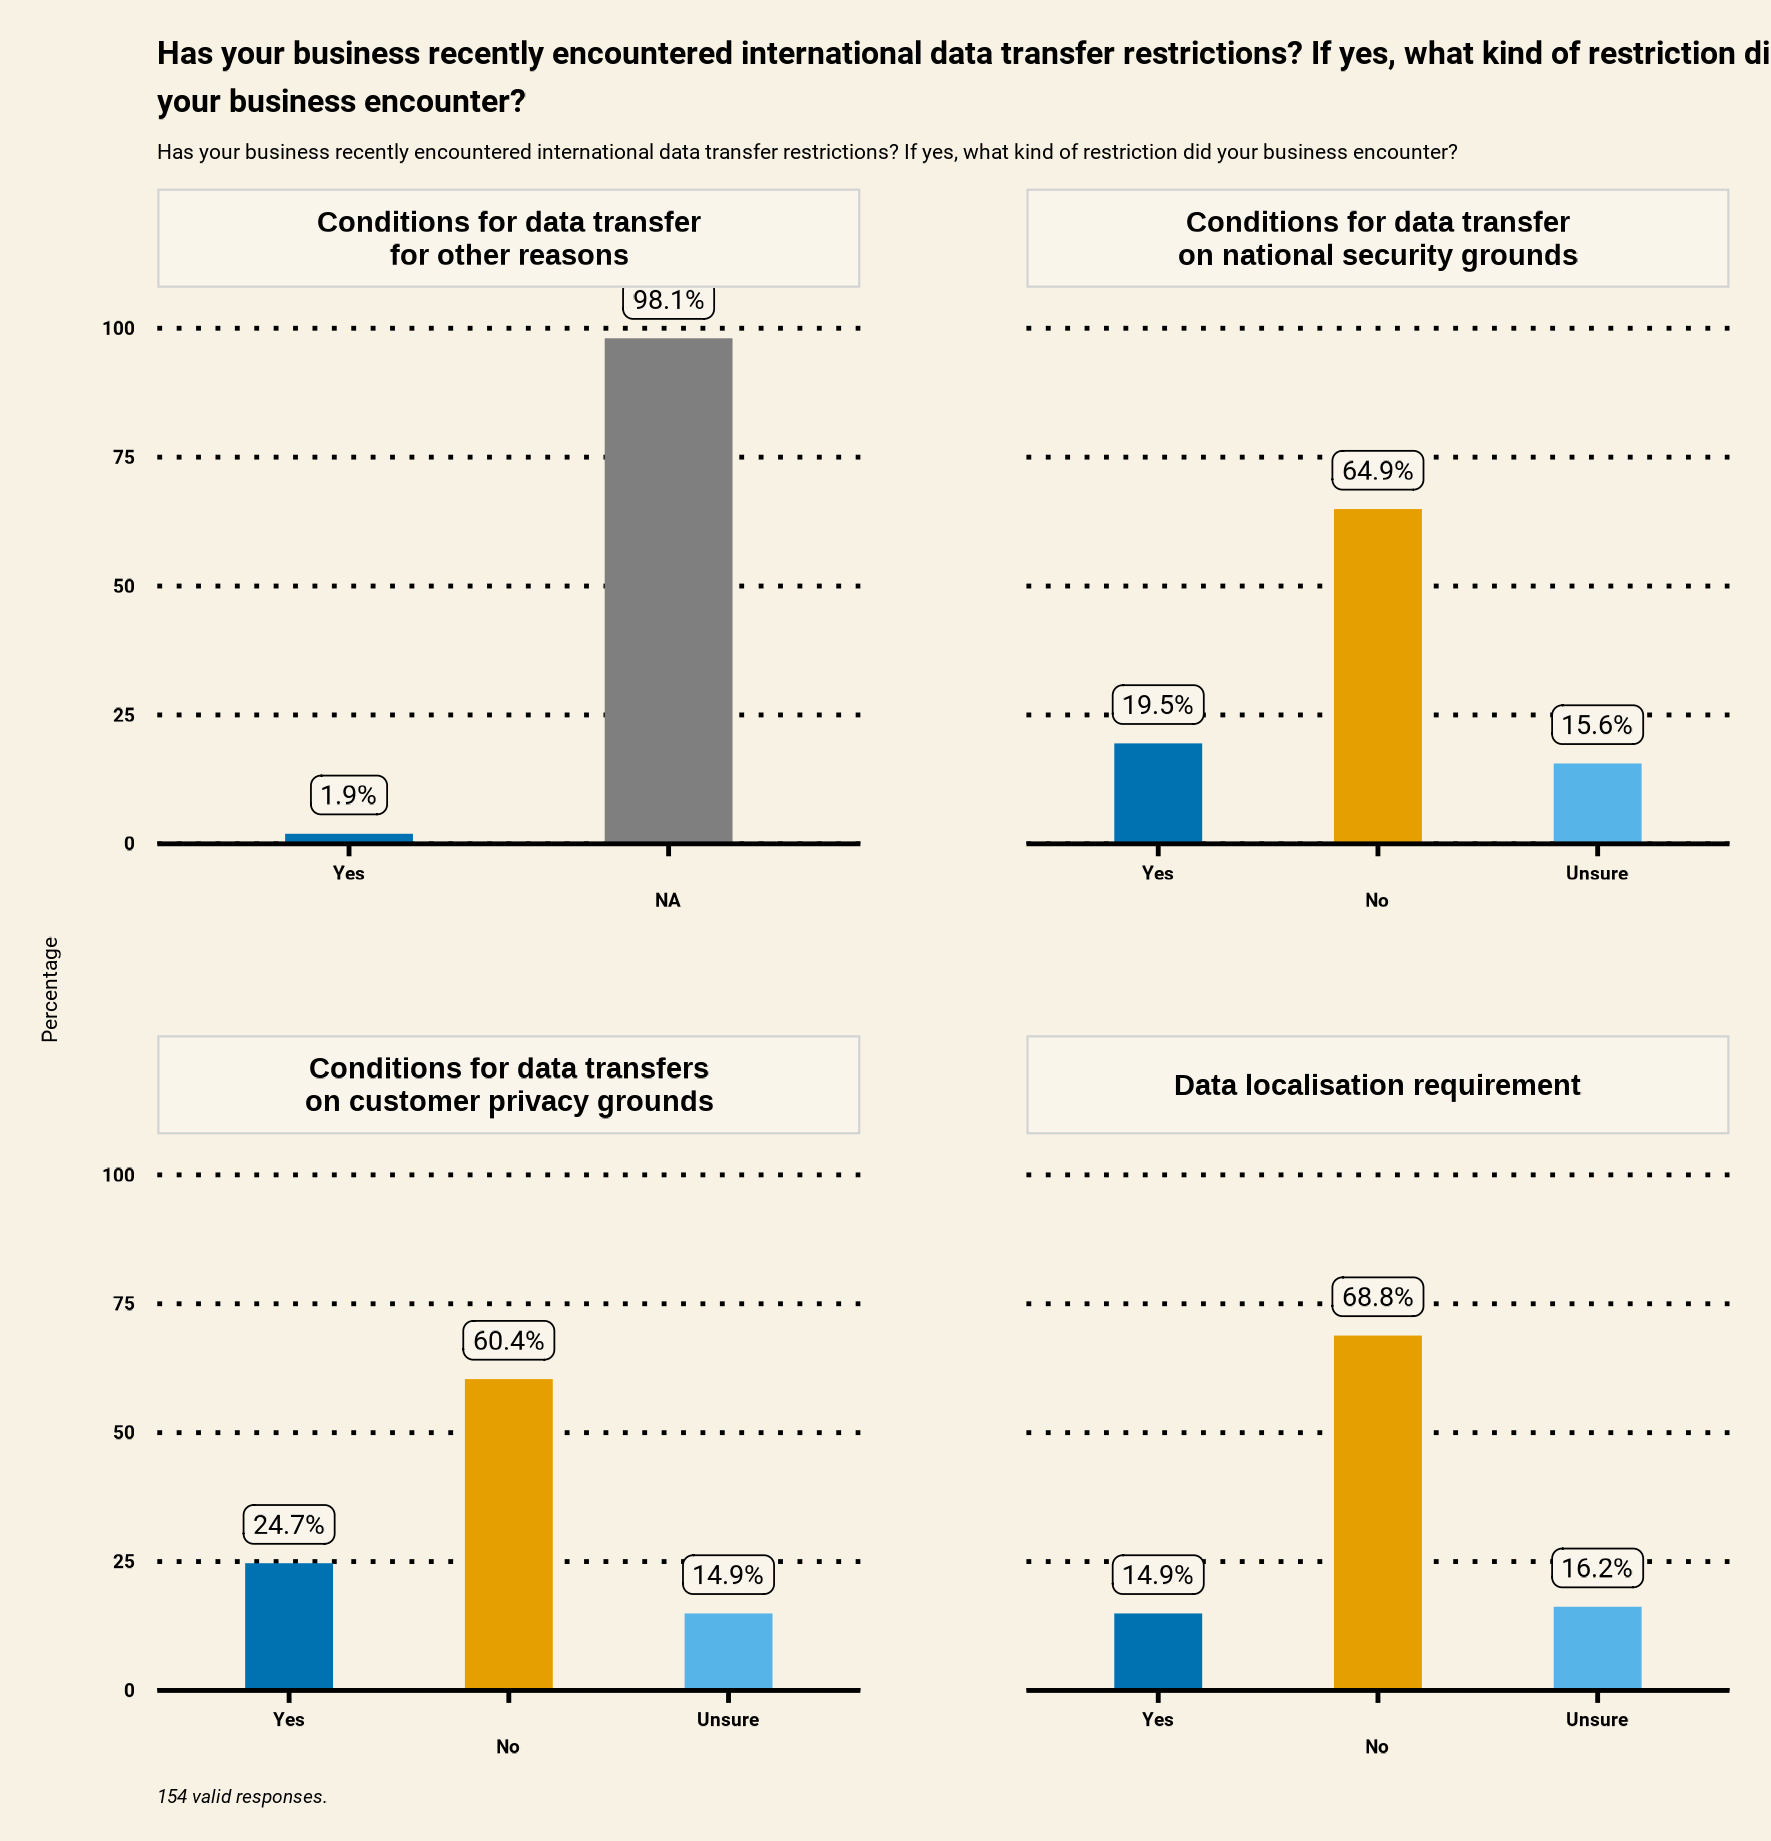 Has your business recently encountered international data transfer restrictions? If yes, what kind of restriction di
your business encounter?
Has your business recently encountered international data transfer restrictions? If yes, what kind of restriction did your business encounter?
Conditions for data transfer
for other reasons
98.1%
100
75
50
25
0
1.9%
Yes
NA
Conditions for data transfer
on national security grounds
64.9%
19.5%
15.6%
Yes
No
Unsure
Percentage
Conditions for data transfers
on customer privacy grounds
100
75
50
25
0
60.4%
24.7%
14.9%
Yes
No
Unsure
Data localisation requirement
68.8%
14.9%
16.2%
Yes
No
Unsure
154 valid responses.